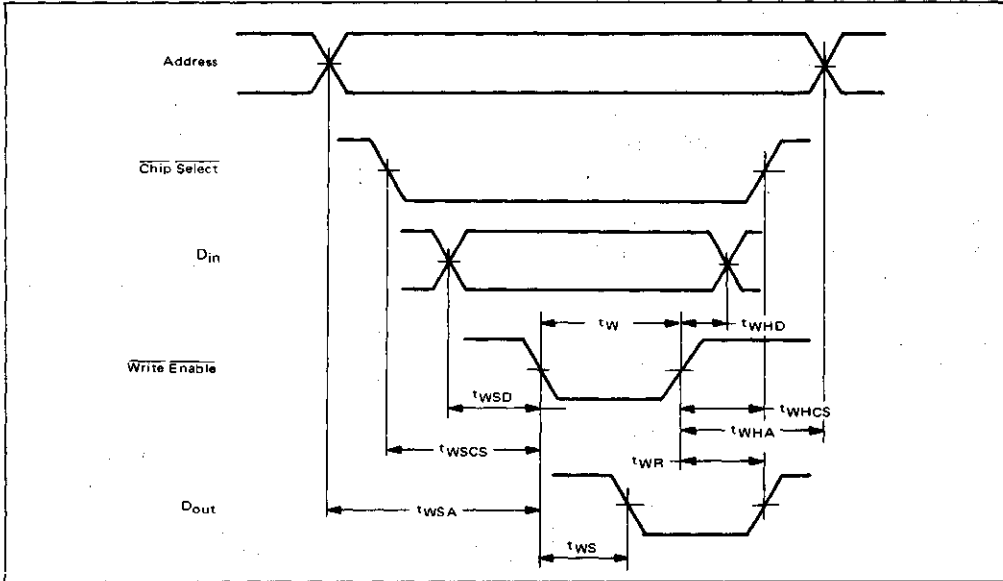 Address
Chip Select
Din
tW
tWHD
Write Enable
tWSD
tWHCS
tWHA
tWSCS
tWR
Dout
tWSA
tWS